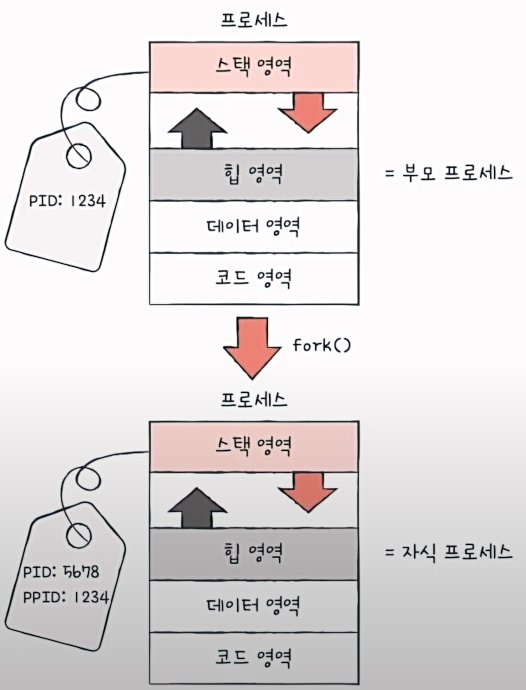 프로세스
스택 영역
힙 영역
PID: 1234
= 부모 프로세스
데이터 영역
코드 영역
fork()
프로세스
스택 영역
힙 영역
= 자식 프로세스
PID: 5678
PPID: 1234
데이터 영역
코드 영역